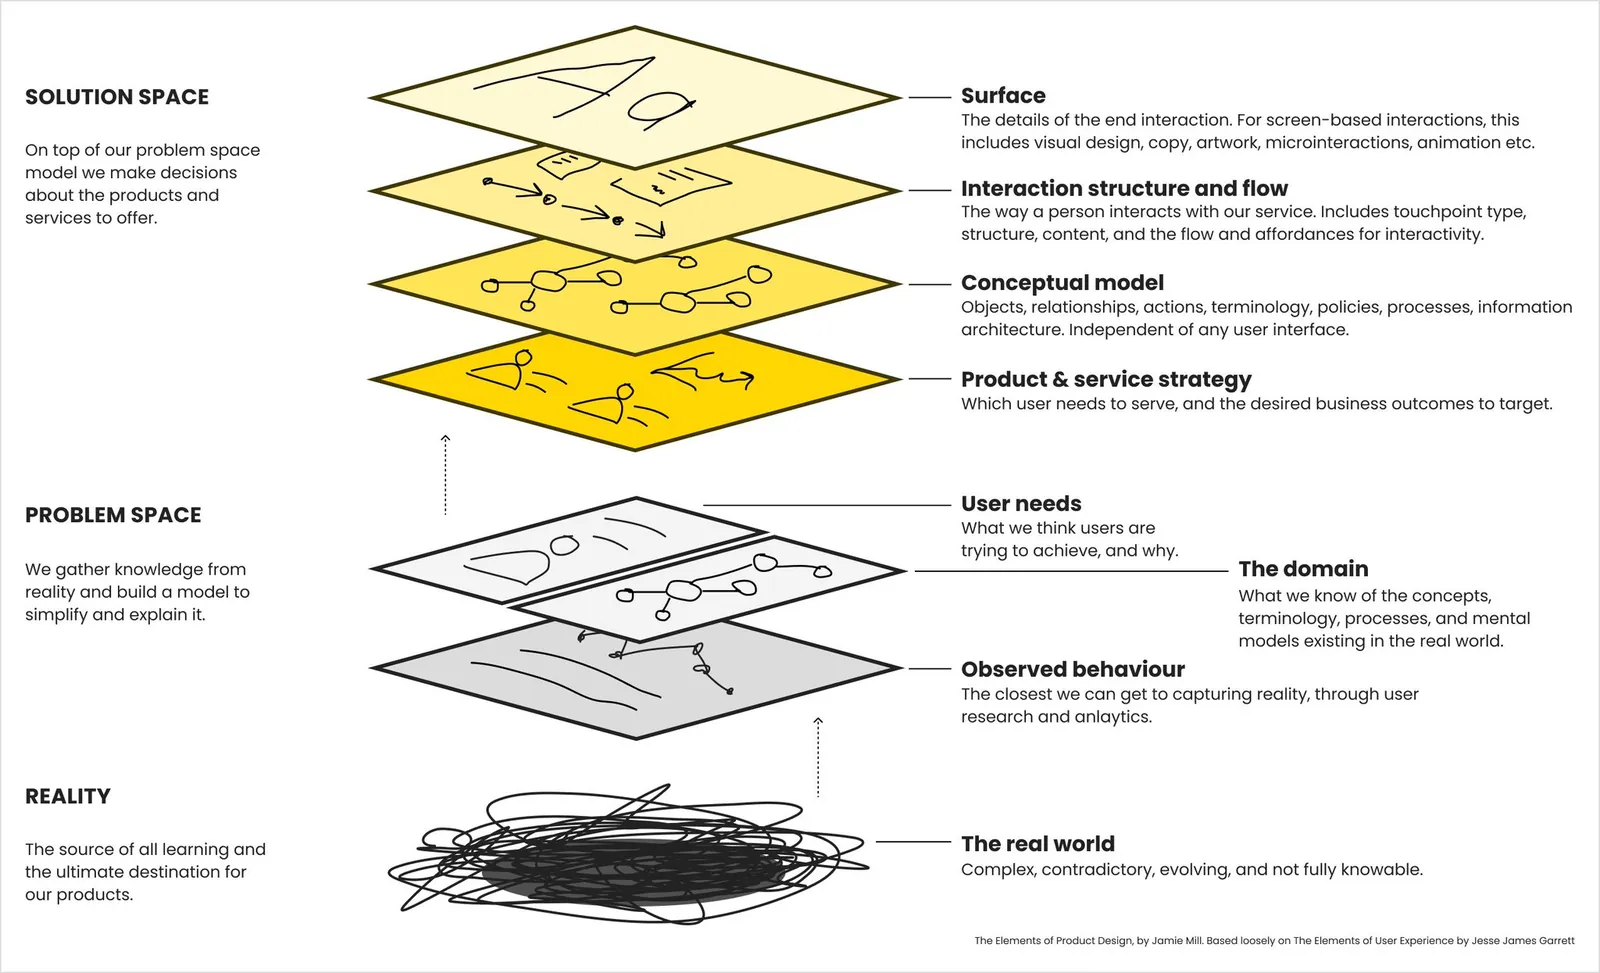 SOLUTION SPACE
On top of our problem space
model we make decisions
about the products and
services to offer.
Aa
Surface
The details of the end interaction. For screen-based interactions, this
includes visual design, copy, artwork, microinteractions, animation etc.
Interaction structure and flow
The way a person interacts with our service. Includes touchpoint type,
structure, content, and the flow and affordances for interactivity.
Conceptual model
Objects, relationships, actions, terminology, policies, processes, information
architecture. Independent of any user interface.
Product & service strategy
Which user needs to serve, and the desired business outcomes to target.
PROBLEM SPACE
We gather knowledge from
reality and build a model to
simplify and explain it.
User needs
What we think users are
trying to achieve, and why.
The domain
What we know of the concepts,
terminology, processes, and mental
models existing in the real world.
Observed behaviour
The closest we can get to capturing reality, through user
research and anlaytics.
REALITY
The source of all learning and
the ultimate destination for
our products.
The real world
Complex, contradictory, evolving, and not fully knowable.
The Elements of Product Design, by Jamie Mill. Based loosely on The Elements of User Experience by Jesse James Garrett